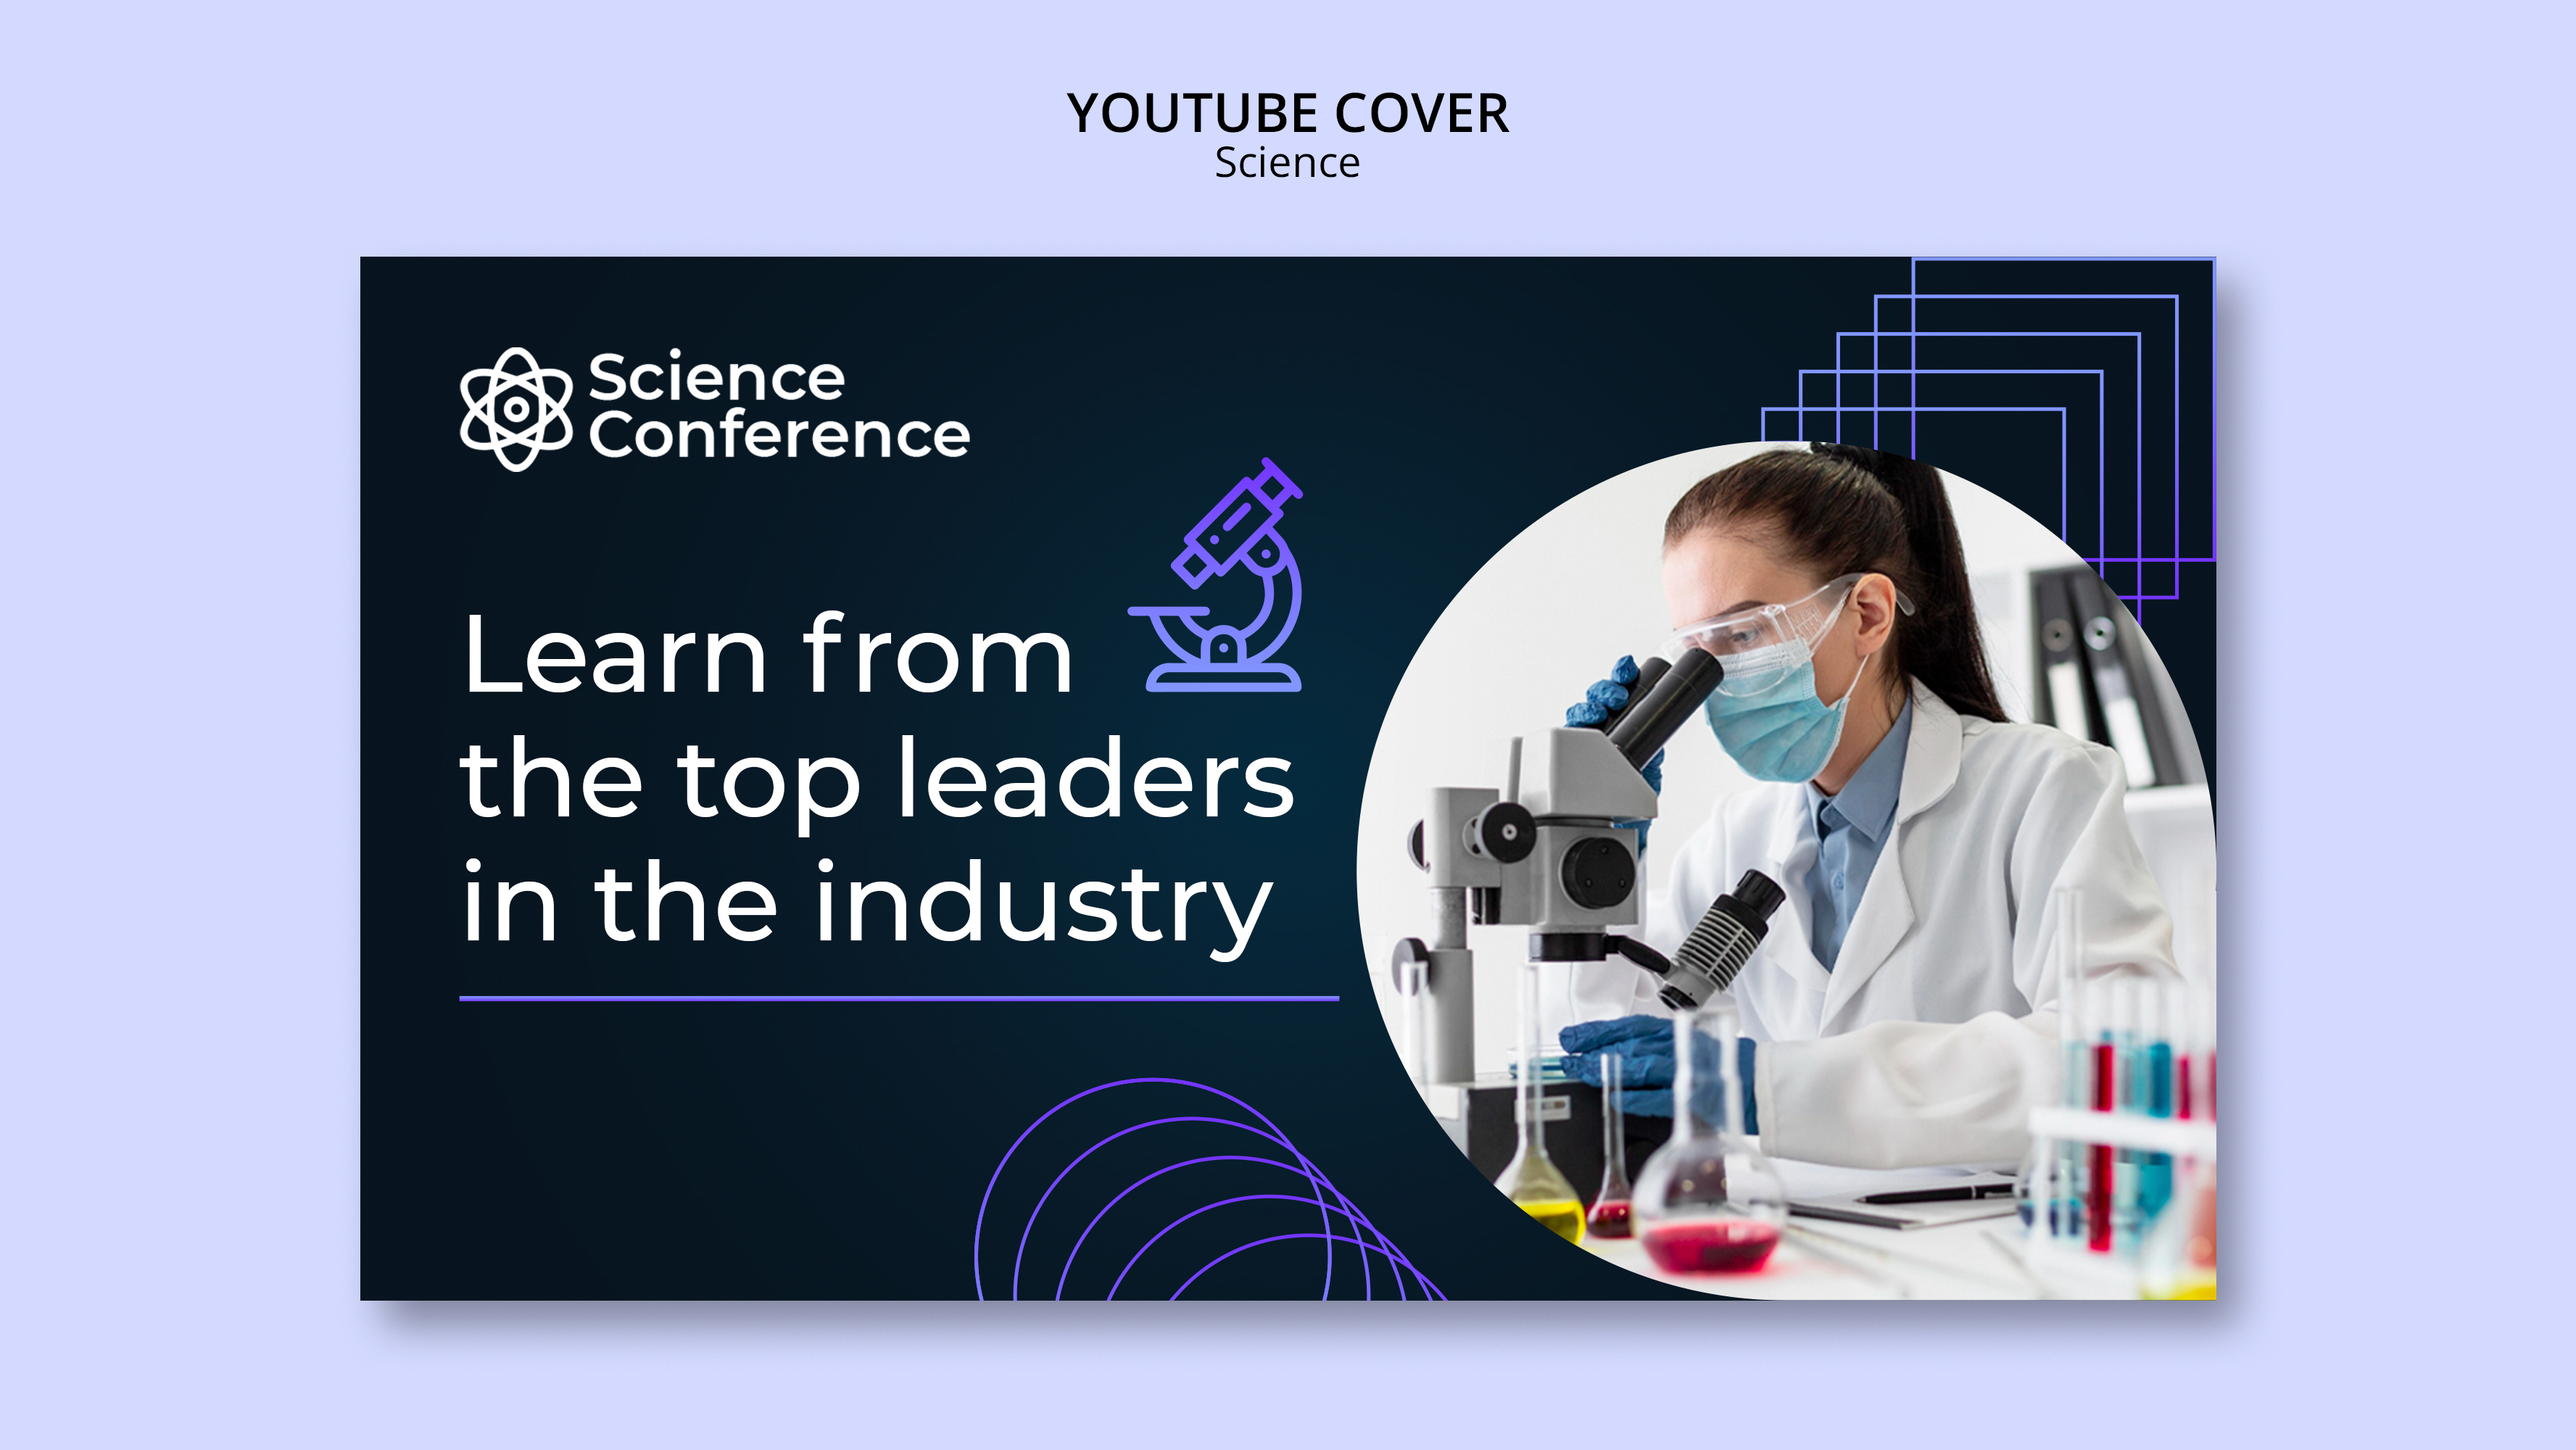 YOUTUBE COVER
Science
Science
Conference
Learn from
the top leaders
in the industry